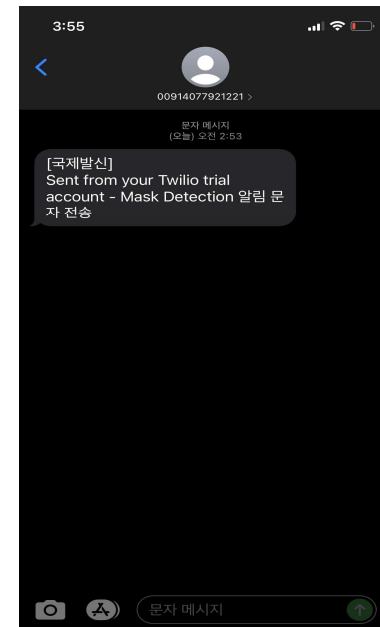 3:55
00914077921221 >
문자 메시지
(오늘) 오전 2:53
[국제발신]
Sent from your Twilio trial
account - Mask Detection 알림 문
자 전송
문자 메시지